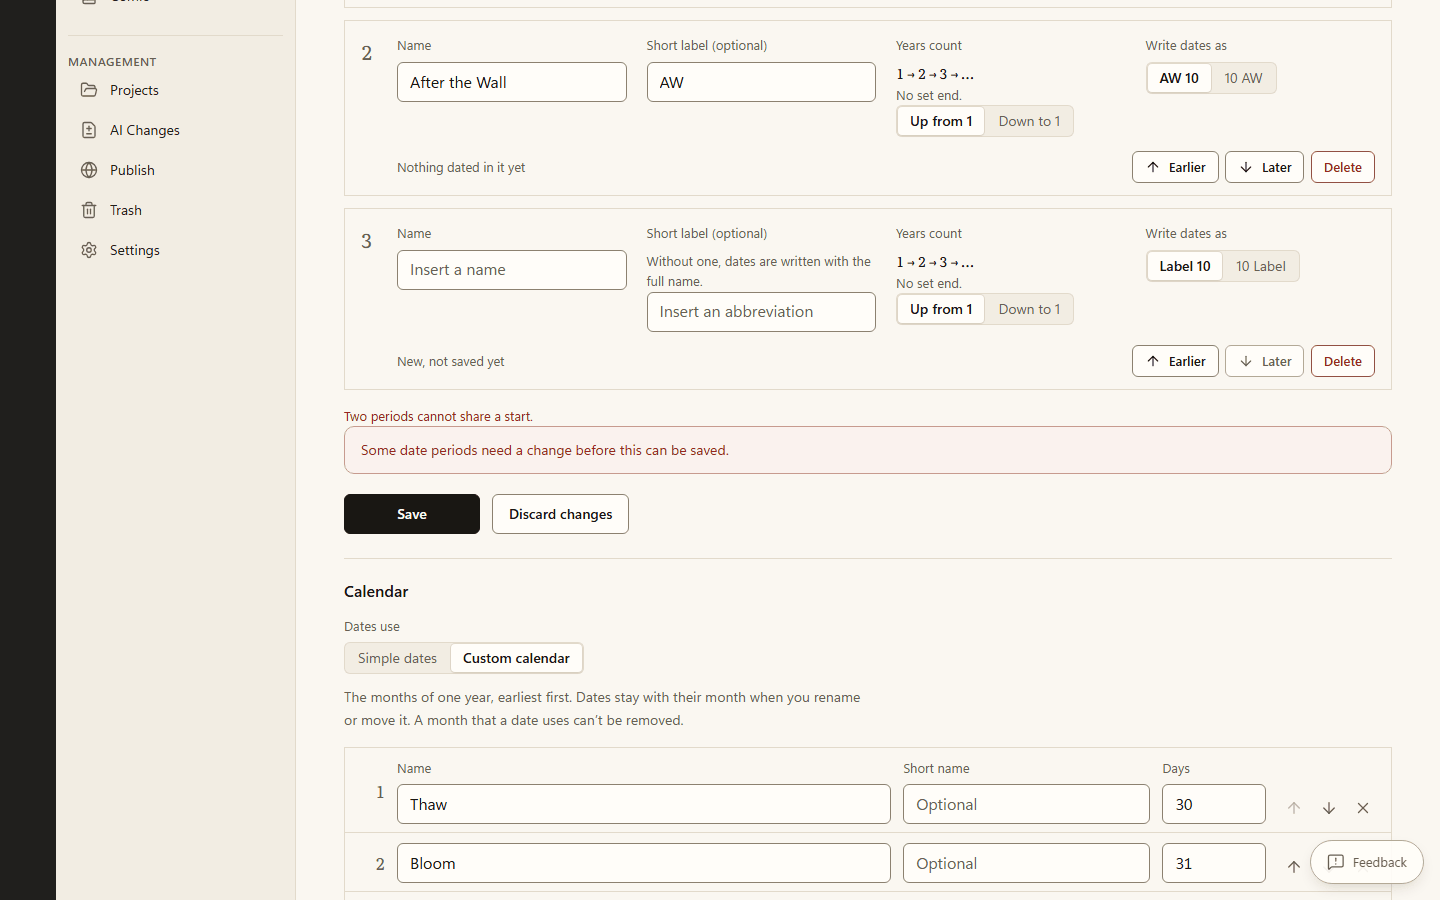 MANAGEMENT
Projects
AI Changes
Publish
Trash
Settings
2
Name
After the Wall
Short label (optional)
AW
Years count
1 → 2 → 3 → …
No set end.
Up from 1
Down to 1
Write dates as
AW 10
10 AW
Nothing dated in it yet
Earlier
Later
Delete
3
Name
Insert a name
Short label (optional)
Without one, dates are written with the
full name.
Insert an abbreviation
Years count
1 → 2 → 3 → …
No set end.
Up from 1
Down to 1
Write dates as
Label 10
10 Label
New, not saved yet
Earlier
Later
Delete
Two periods cannot share a start.
Some date periods need a change before this can be saved.
Save
Discard changes
Calendar
Dates use
Simple dates
Custom calendar
The months of one year, earliest first. Dates stay with their month when you rename
or move it. A month that a date uses can’t be removed.
Name
Short name
Days
1
Thaw
Optional
30
2
Bloom
Optional
31
Feedback